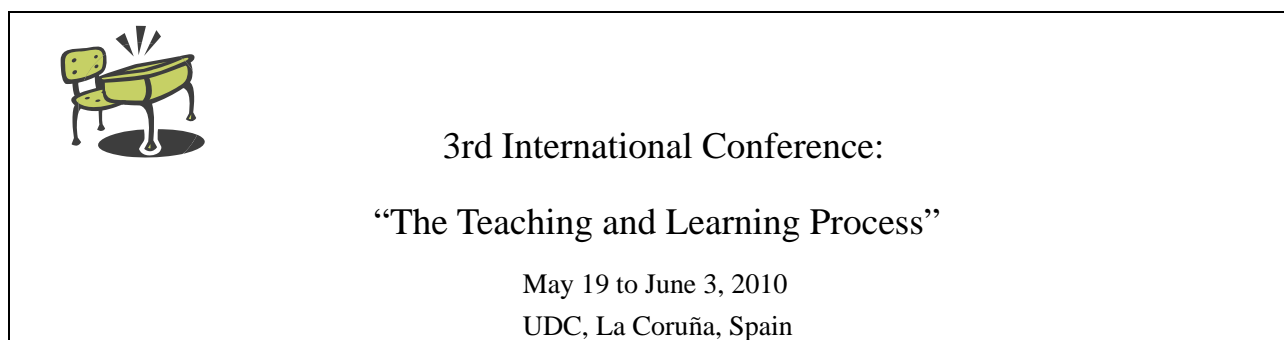 3rd International Conference:
“The Teaching and Learning Process”
May 19 to June 3, 2010
UDC, La Coruña, Spain